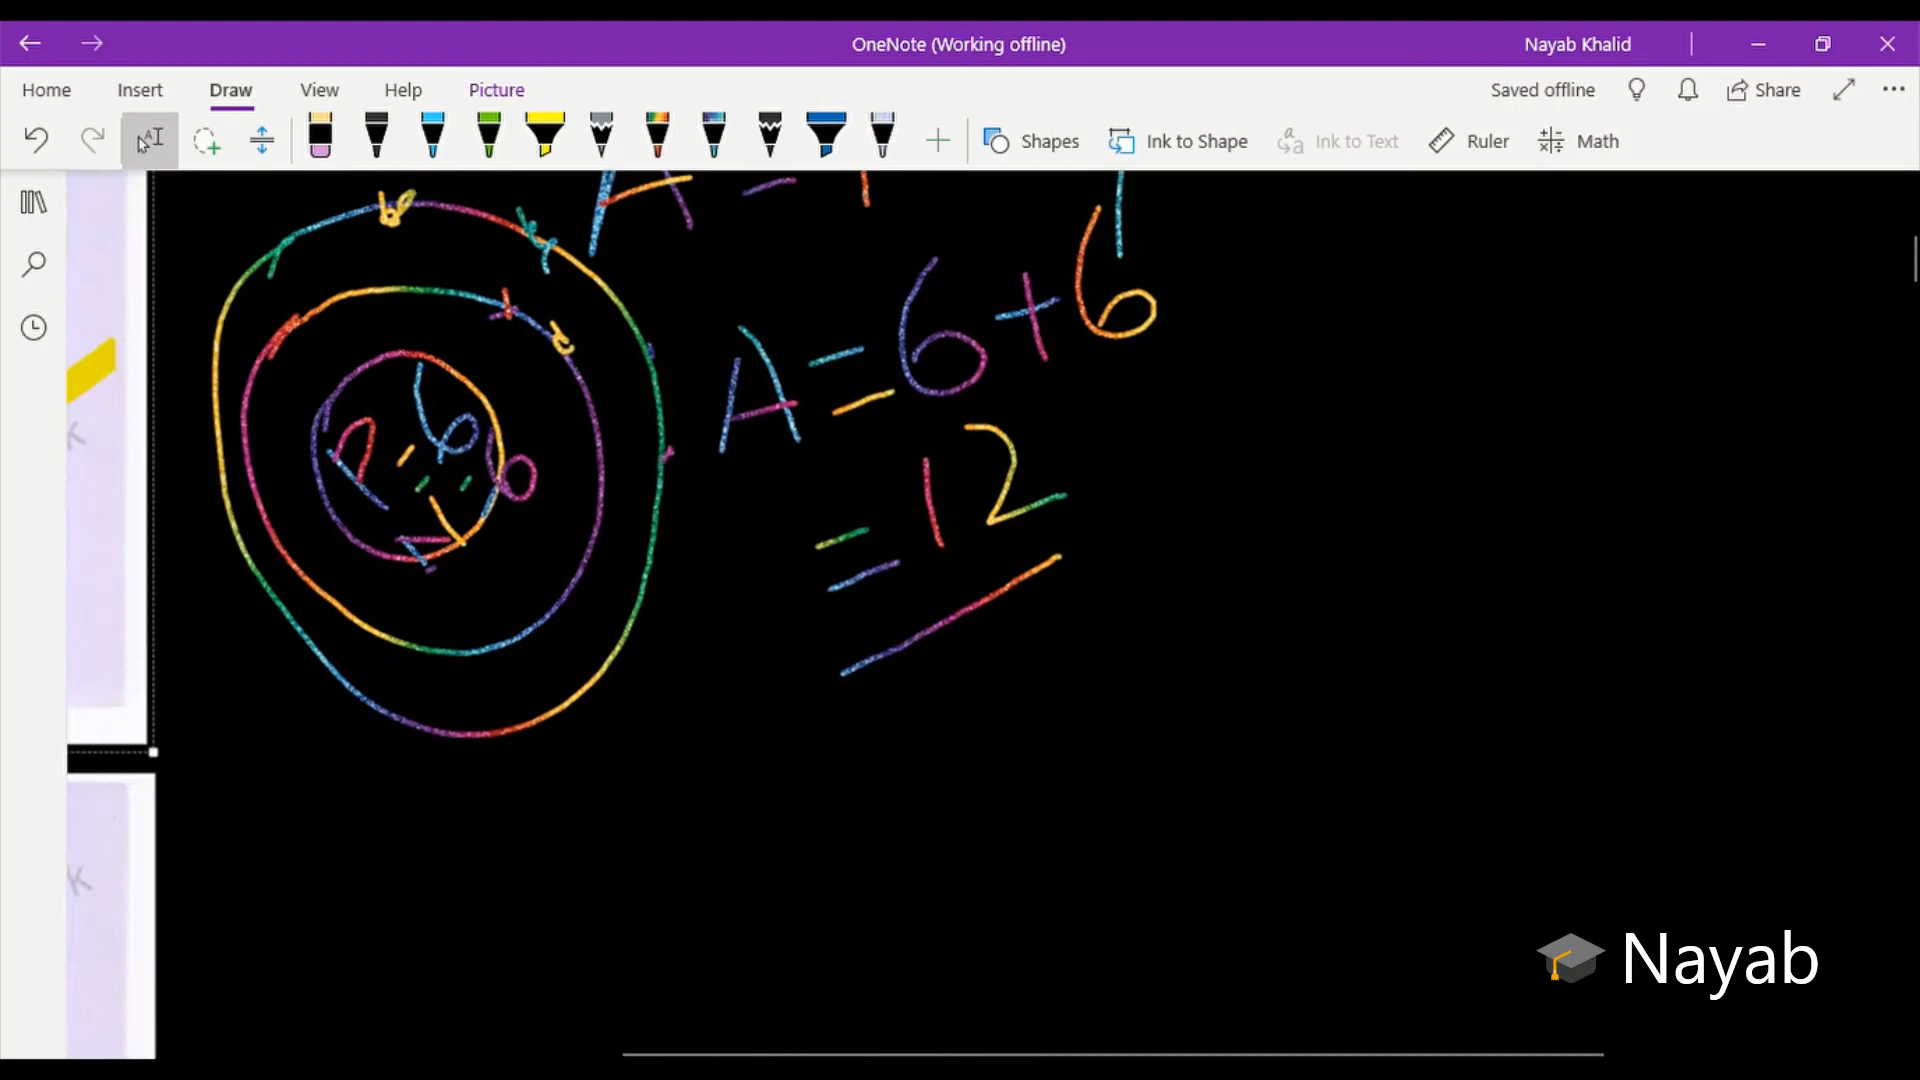 OneNote (Working offline)
Nayab Khalid
Home Insert Draw View Help Picture
Saved offline
Share
Shapes
Ink to Shape
Ink to Text
Ruler
Math
A = 6+6
= 12
P = 6
e = 6
K
K
Nayab